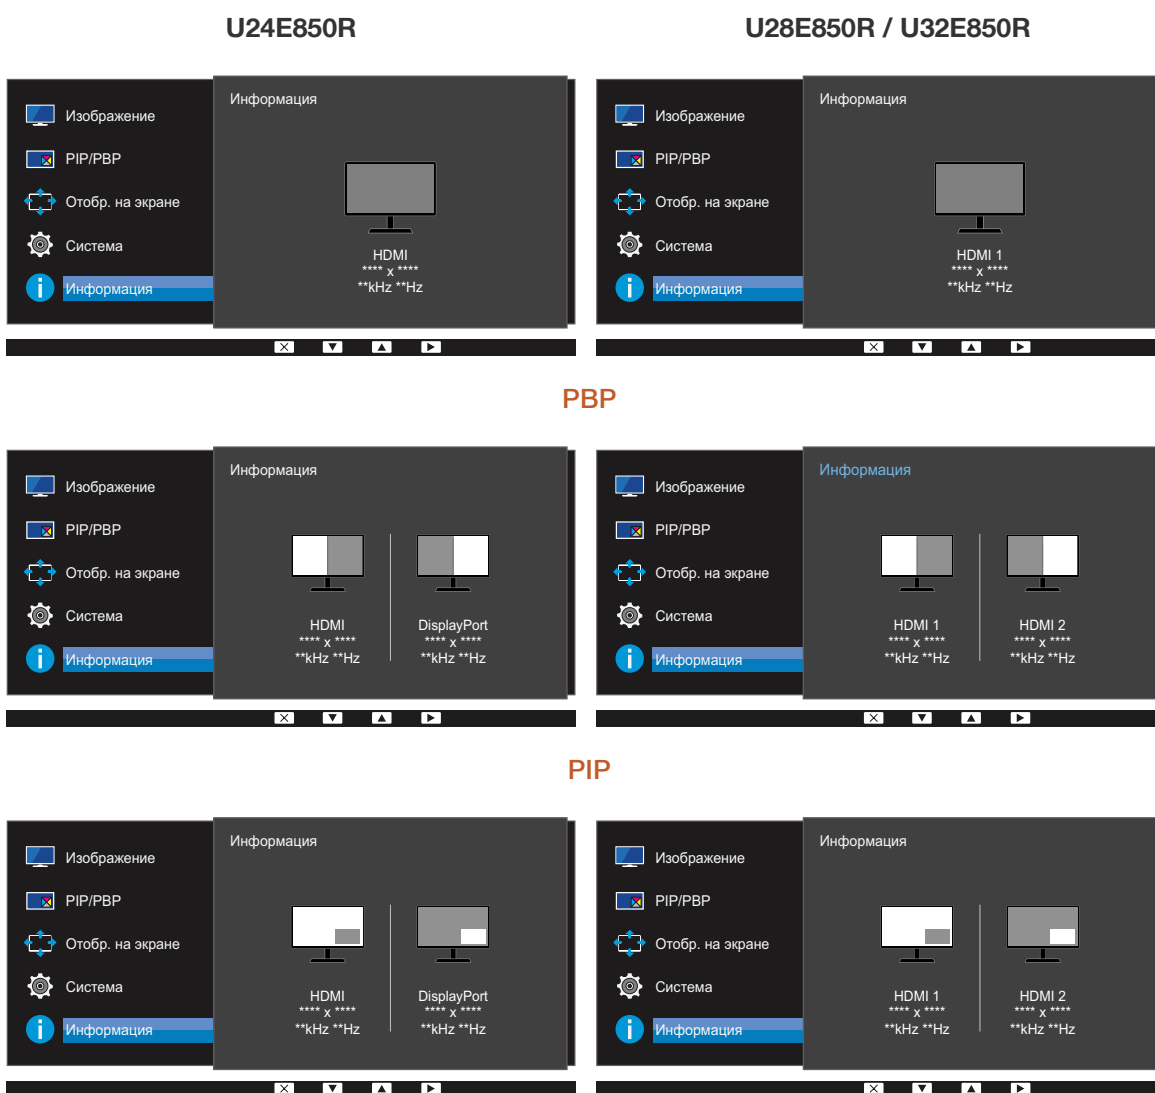 U24E850R
U28E850R / U32E850R
Изображение
PIP/PBP
Отобр. на экране
Система
Информация
Информация
HDMI
**** x ****
**kHz **Hz
Изображение
PIP/PBP
Отобр. на экране
Система
Информация
Информация
HDMI 1
**** x ****
**kHz **Hz
PBP
Изображение
PIP/PBP
Отобр. на экране
Система
Информация
Информация
HDMI
**** x ****
**kHz **Hz
DisplayPort
**** x ****
**kHz **Hz
Изображение
PIP/PBP
Отобр. на экране
Система
Информация
Информация
HDMI 1
**** x ****
**kHz **Hz
HDMI 2
**** x ****
**kHz **Hz
PIP
Изображение
PIP/PBP
Отобр. на экране
Система
Информация
Информация
HDMI
**** x ****
**kHz **Hz
DisplayPort
**** x ****
**kHz **Hz
Изображение
PIP/PBP
Отобр. на экране
Система
Информация
Информация
HDMI 1
**** x ****
**kHz **Hz
HDMI 2
**** x ****
**kHz **Hz